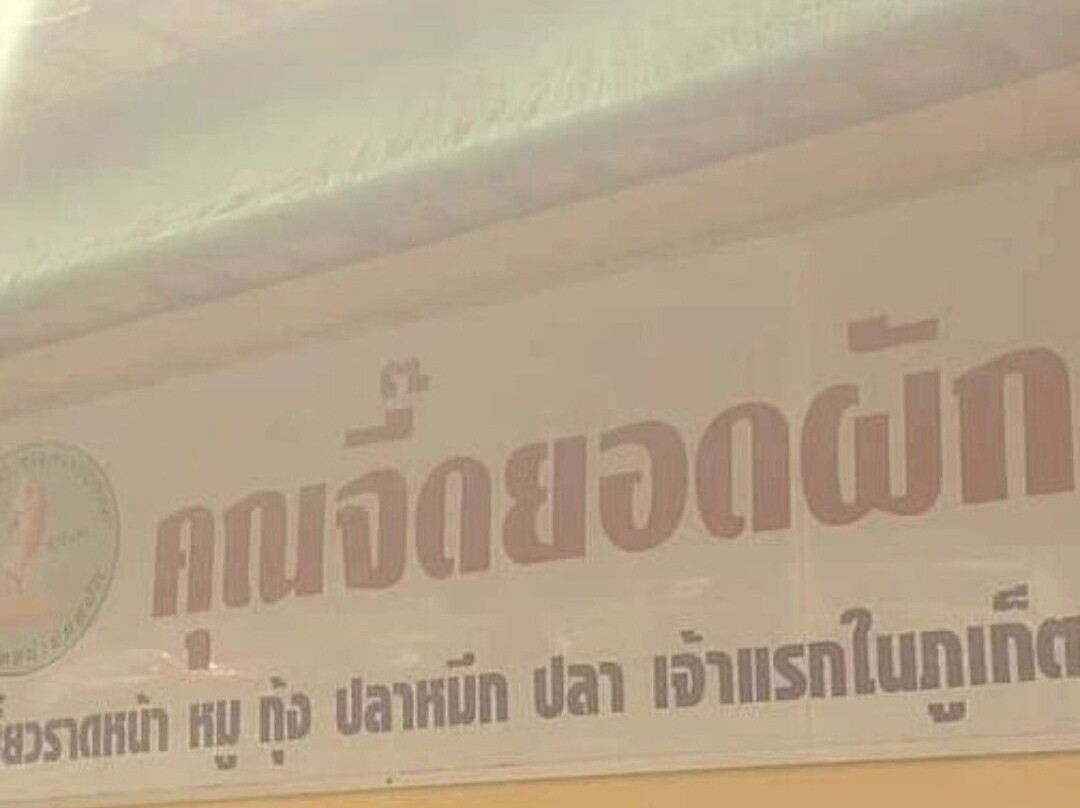 คุณจี๊ดยอดผัก
ี๋ยวราดหน้า หมู กุ้ง ปลาหมึก ปลา เจ้าแรกในภูเก็ต